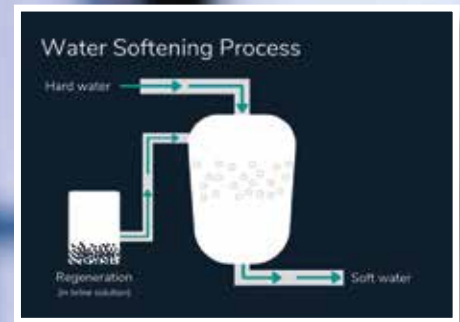 Water Softening Process
Hard water
Regeneration
(in brine solution)
Soft water